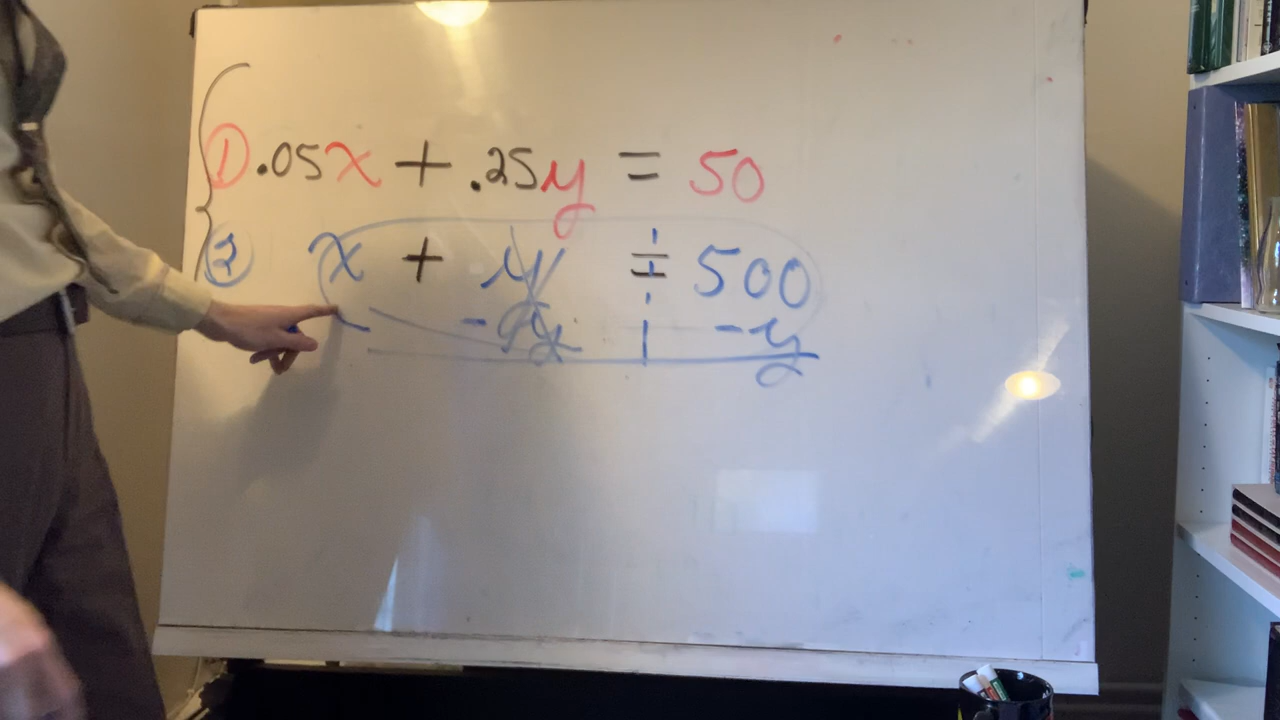 ① .05x + .25y = 50
② x + y = 500
-y -y